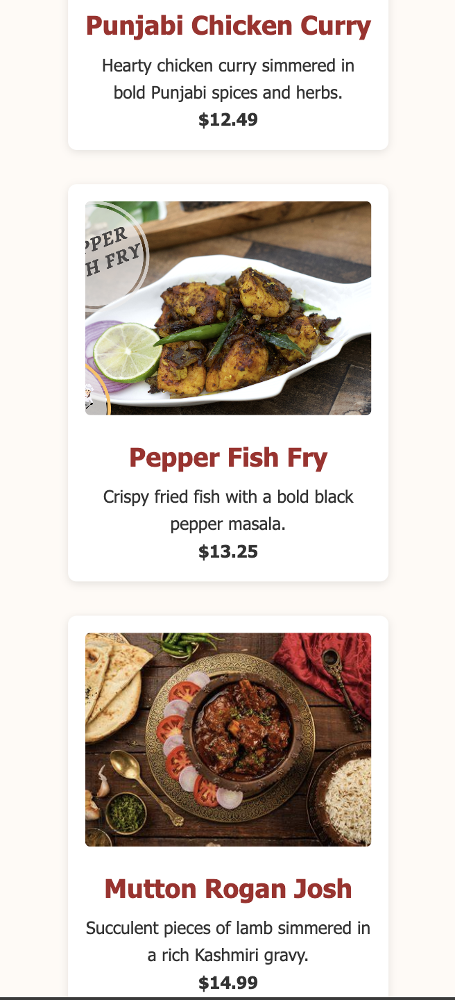 Punjabi Chicken Curry
Hearty chicken curry simmered in
bold Punjabi spices and herbs.
$12.49
PPER
H FRY
Pepper Fish Fry
Crispy fried fish with a bold black
pepper masala.
$13.25
Mutton Rogan Josh
Succulent pieces of lamb simmered in
a rich Kashmiri gravy.
$14.99